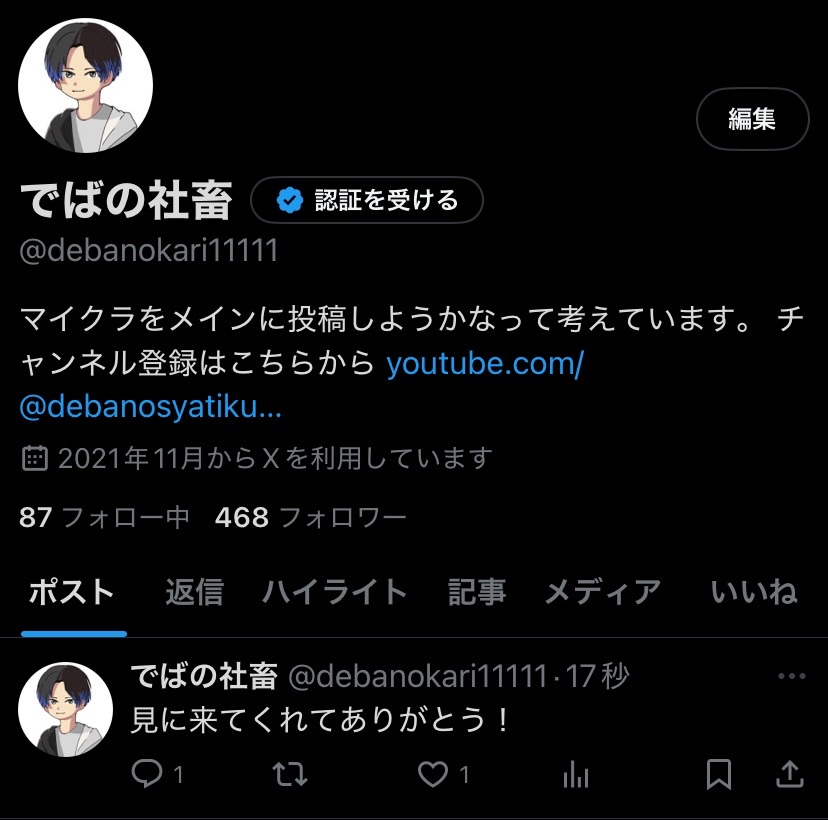 編集
でばの社畜 認証を受ける
@debanokari11111
マイクラをメインに投稿しようかなって考えています。 チ
ャンネル登録はこちらから youtube.com/
@debanosyatiku…
2021年11月からXを利用しています
87 フォロー中 468 フォロワー
ポスト 返信 ハイライト 記事 メディア いいね
でばの社畜 @debanokari11111 · 17秒
見に来てくれてありがとう！
1 1